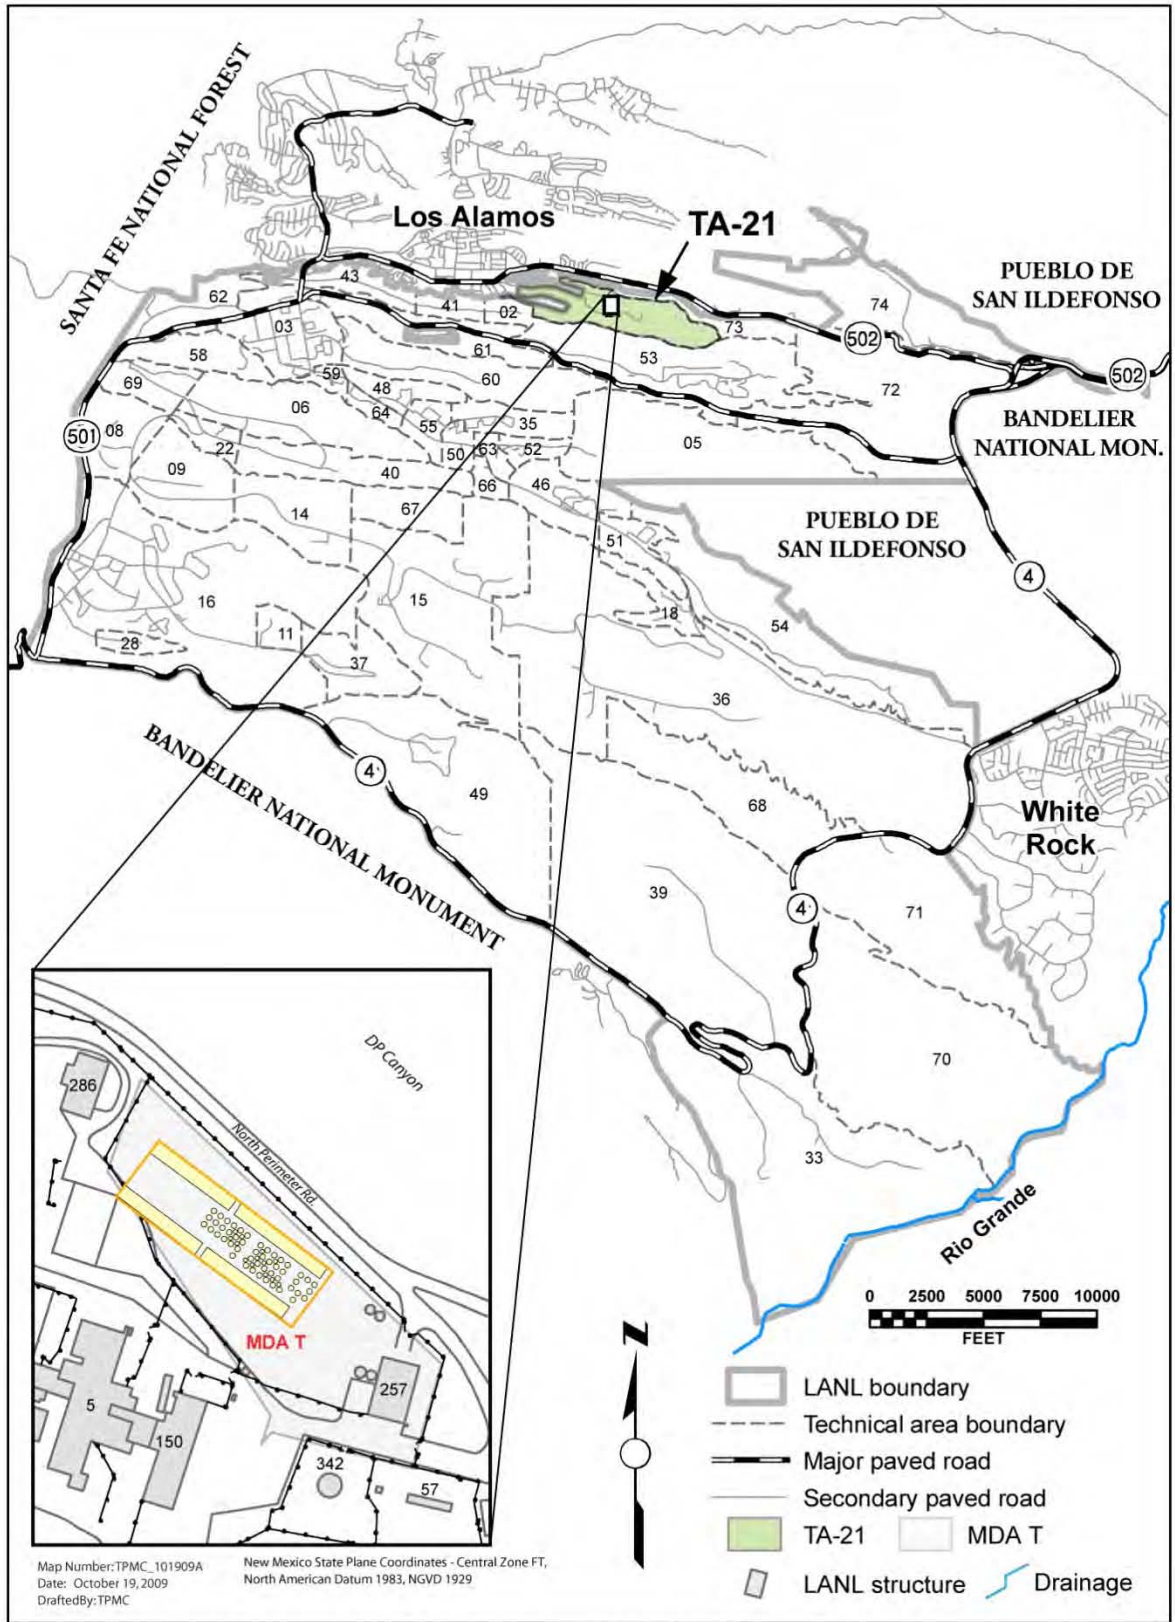 SANTA FE NATIONAL FOREST
Los Alamos
TA-21
PUEBLO DE
SAN ILDEFONSO
74
43
62
41
02
73
03
502
502
53
61
58
59
60
48
72
69
06
64
BANDELIER
NATIONAL MON.
55
35
501
08
05
22
50
63
52
09
40
66
46
67
14
PUEBLO DE
SAN ILDEFONSO
51
4
16
15
18
54
11
28
37
36
BANDELIER NATIONAL MONUMENT
4
49
68
White
Rock
39
4
71
70
33
Rio Grande
DP Canyon
286
North Perimeter Rd.
MDA T
257
5
150
342
57
0 2500 5000 7500 10000
FEET
N
LANL boundary
Technical area boundary
Major paved road
Secondary paved road
TA-21
MDA T
LANL structure
Drainage
Map Number:TPMC_101909A
Date: October 19,2009
DraftedBy:TPMC
New Mexico State Plane Coordinates - Central Zone FT,
North American Datum 1983, NGVD 1929